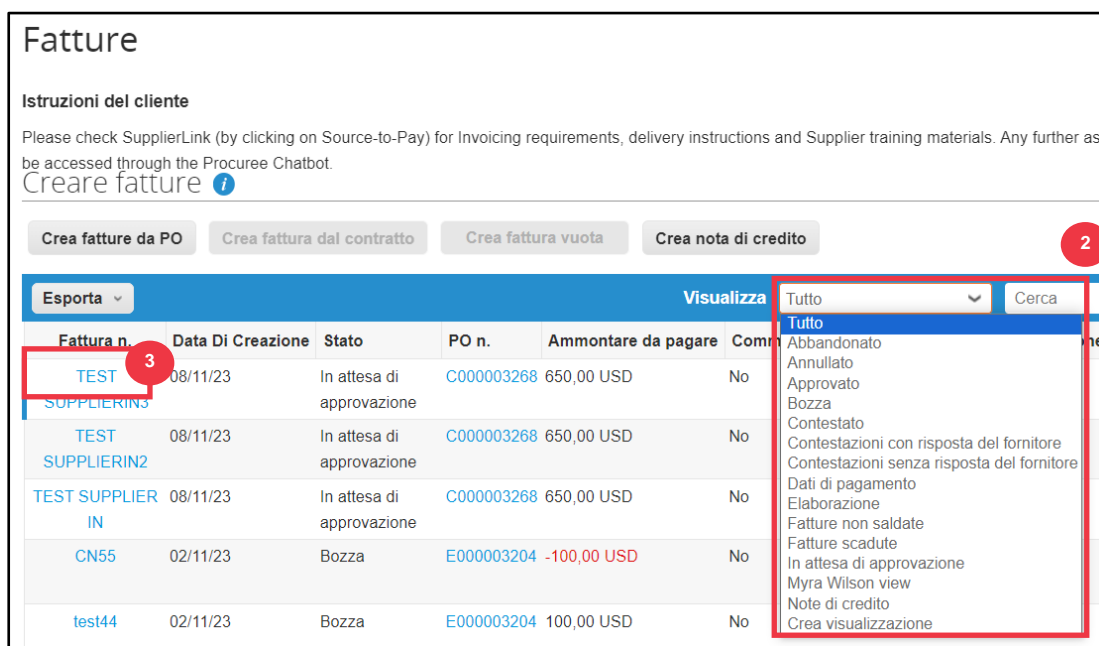 Fatture
Istruzioni del cliente
Please check SupplierLink (by clicking on Source-to-Pay) for Invoicing requirements, delivery instructions and Supplier training materials. Any further as
be accessed through the Procuree Chatbot.
Creare fatture i
Crea fatture da PO Crea fattura dal contratto Crea fattura vuota Crea nota di credito
2
Esporta Visualizza Tutto Cerca
Fattura n. Data Di Creazione Stato PO n. Ammontare da pagare
3
TEST 08/11/23 In attesa di C000003268 650,00 USD No
SUPPLIERIN3 approvazione
TEST 08/11/23 In attesa di C000003268 650,00 USD No
SUPPLIERIN2 approvazione
TEST SUPPLIER 08/11/23 In attesa di C000003268 650,00 USD No
IN approvazione
CN55 02/11/23 Bozza E000003204 -100,00 USD No
test44 02/11/23 Bozza E000003204 100,00 USD No
Tutto
Abbandonato
Annullato
Approvato
Bozza
Contestato
Contestazioni con risposta del fornitore
Contestazioni senza risposta del fornitore
Dati di pagamento
Elaborazione
Fatture non saldate
Fatture scadute
In attesa di approvazione
Myra Wilson view
Note di credito
Crea visualizzazione